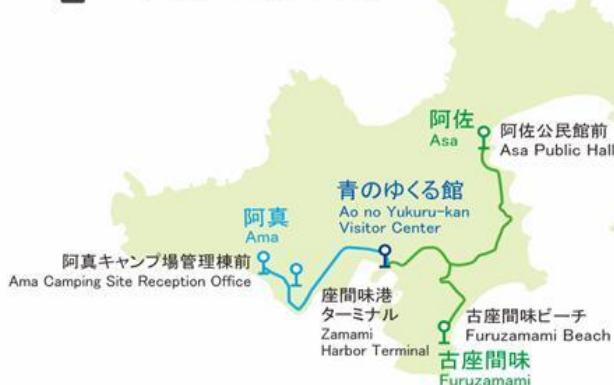 阿佐
Asa
阿佐公民館前
Asa Public Hall
青のゆくる館
Ao no Yukuru-kan
Visitor Center
阿真
Ama
阿真キャンプ場管理棟前
Ama Camping Site Reception Office
座間味港
ターミナル
Zamami
Harbor Terminal
古座間味ビーチ
Furuzamami Beach
古座間味
Furuzamami